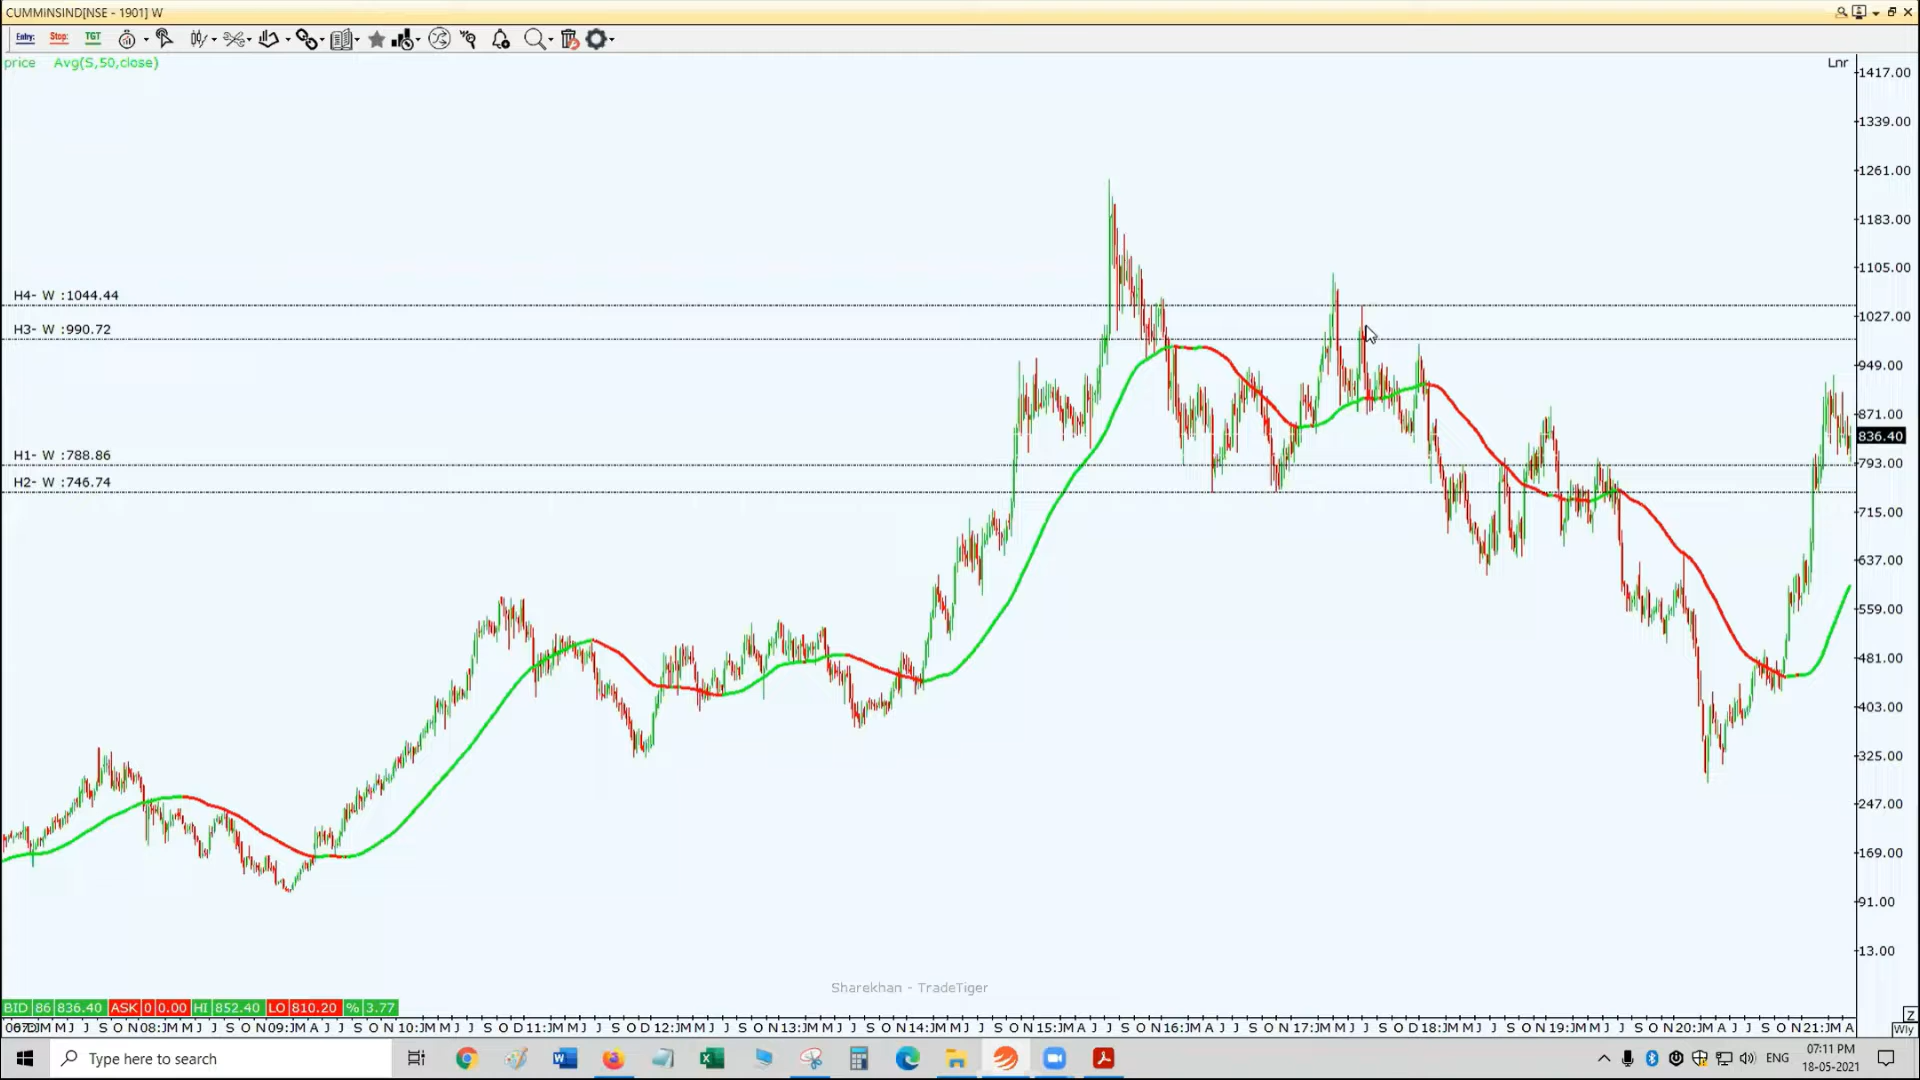 CUMMINSIND[NSE - 1901] W
Entry: Stop: TGT
price Avg(S,50,close)
Lnr
1417.00
1339.00
1261.00
1183.00
1105.00
H4- W :1044.44
1027.00
H3- W :990.72
949.00
871.00
836.40
H1- W :788.86
793.00
H2- W :746.74
715.00
637.00
559.00
481.00
403.00
325.00
247.00
169.00
91.00
13.00
Sharekhan - TradeTiger
BID 86 836.40 ASK 0 0.00 HI 852.40 LO 810.20 % 3.77
Z
Wly
Type here to search
ENG
07:11 PM
18-05-2021